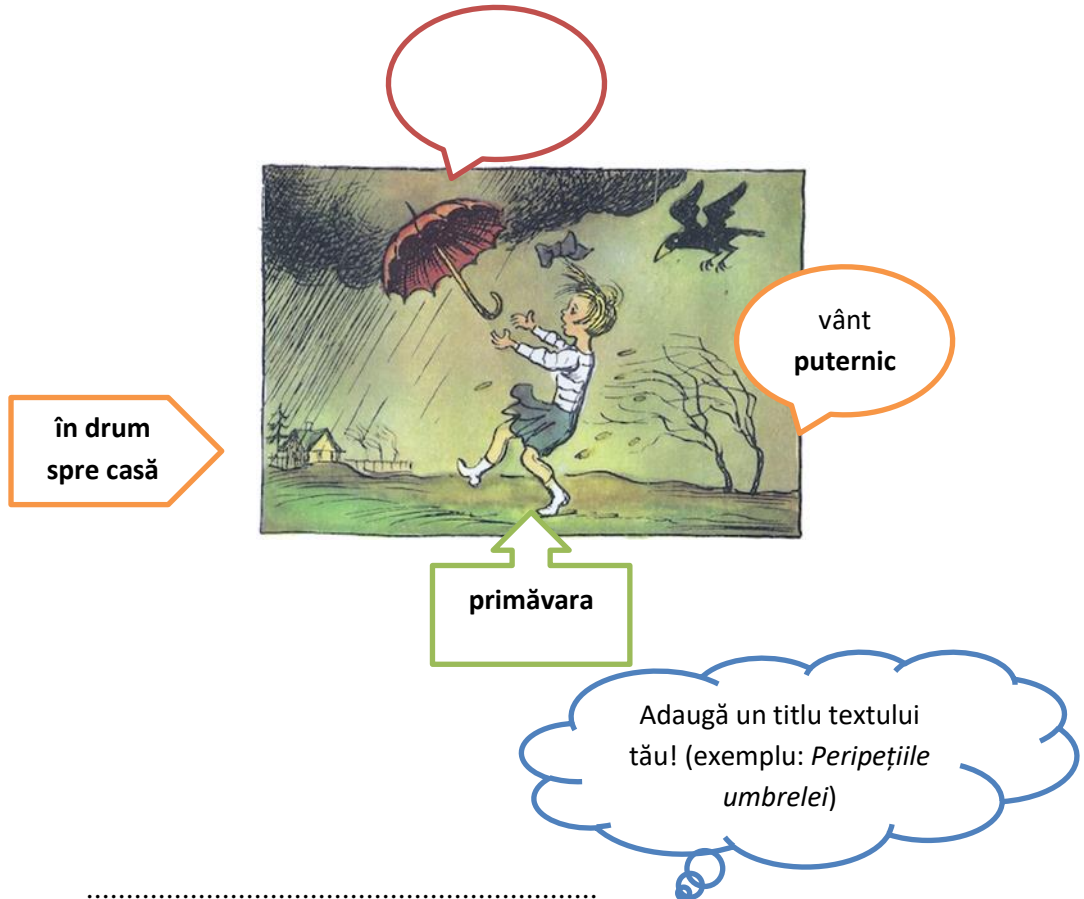 vânt
puternic
în drum
spre casă
primăvara
Adaugă un titlu textului
tău! (exemplu: Peripețiile
umbrelei)
................................................................